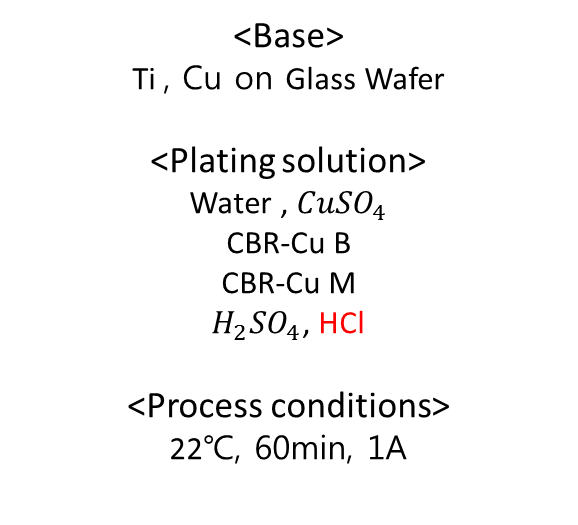 <Base>
Ti , Cu on Glass Wafer
<Plating solution>
Water , CuSO₄
CBR-Cu B
CBR-Cu M
H₂SO₄, HCl
<Process conditions>
22℃, 60min, 1A